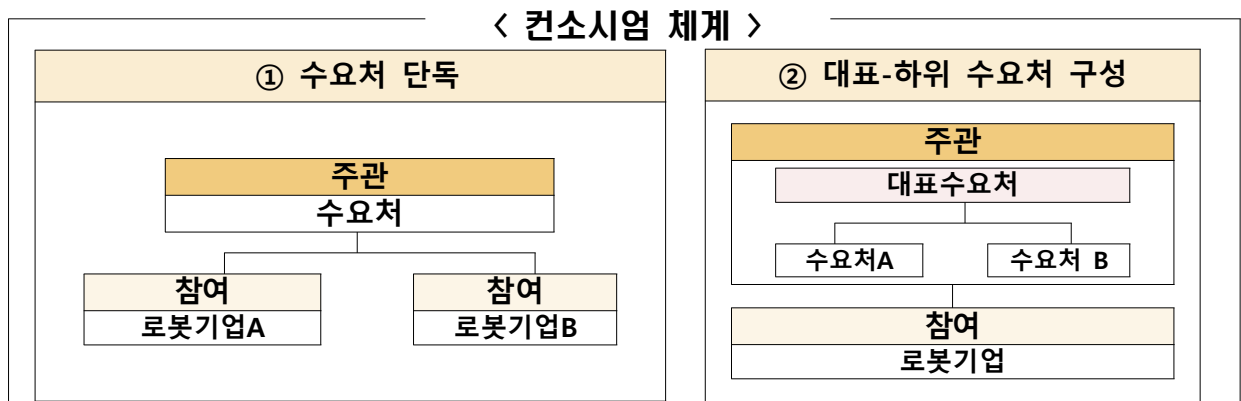 < 컨소시엄 체계 >
① 수요처 단독
주관
수요처
참여
로봇기업A
참여
로봇기업B
② 대표-하위 수요처 구성
주관
대표수요처
수요처A
수요처 B
참여
로봇기업